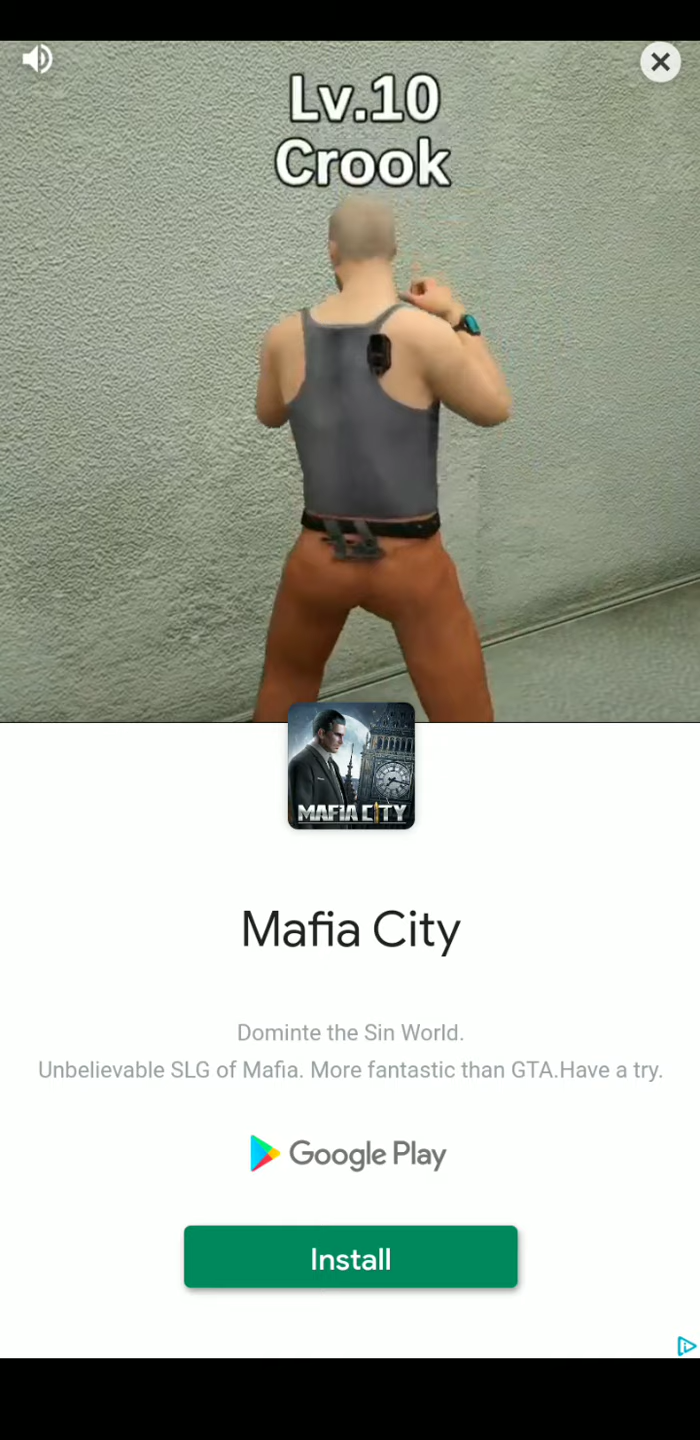 Lv.10
Crook
MAFIA CITY
Mafia City
Dominte the Sin World.
Unbelievable SLG of Mafia. More fantastic than GTA.Have a try.
Google Play
Install